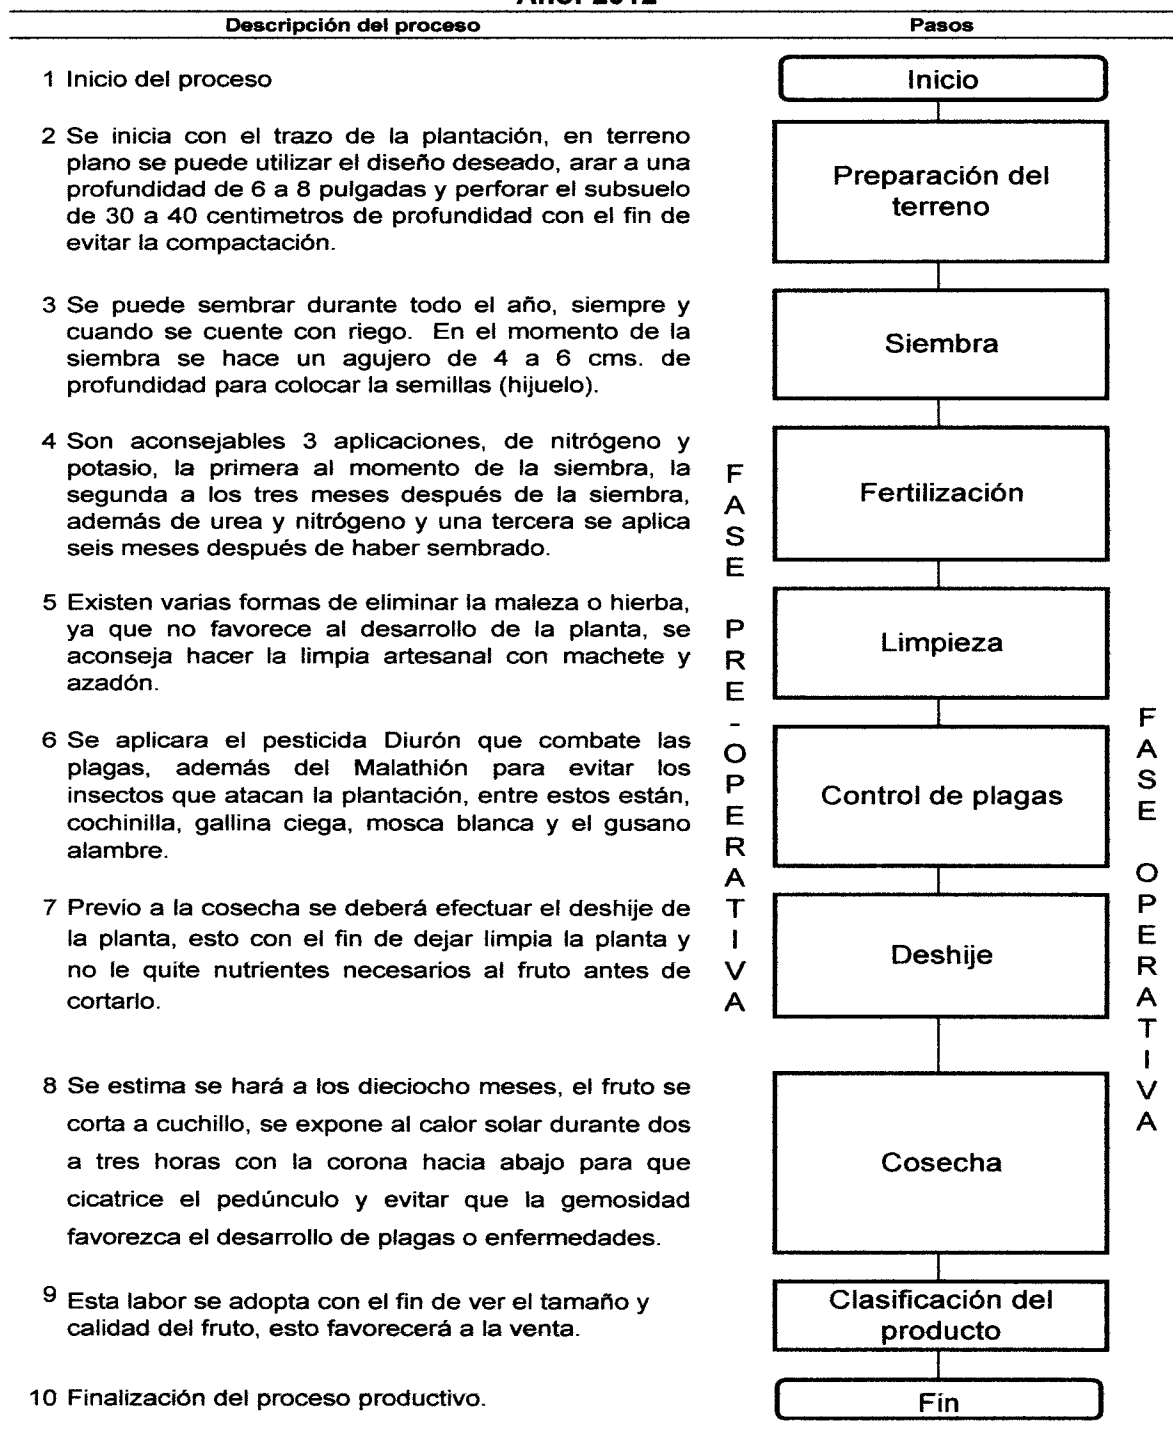 Año: 2012
Descripción del proceso
Pasos
1 Inicio del proceso
Inicio
2 Se inicia con el trazo de la plantación, en terreno
plano se puede utilizar el diseño deseado, arar a una
profundidad de 6 a 8 pulgadas y perforar el subsuelo
de 30 a 40 centimetros de profundidad con el fin de
evitar la compactación.
Preparación del
terreno
3 Se puede sembrar durante todo el año, siempre y
cuando se cuente con riego. En el momento de la
siembra se hace un agujero de 4 a 6 cms. de
profundidad para colocar la semillas (hijuelo).
Siembra
4 Son aconsejables 3 aplicaciones, de nitrógeno y
potasio, la primera al momento de la siembra, la
segunda a los tres meses después de la siembra,
además de urea y nitrógeno y una tercera se aplica
seis meses después de haber sembrado.
Fertilización
5 Existen varias formas de eliminar la maleza o hierba,
ya que no favorece al desarrollo de la planta, se
aconseja hacer la limpia artesanal con machete y
azadón.
Limpieza
6 Se aplicara el pesticida Diurón que combate las
plagas, además del Malathión para evitar los
insectos que atacan la plantación, entre estos están,
cochinilla, gallina ciega, mosca blanca y el gusano
alambre.
Control de plagas
7 Previo a la cosecha se deberá efectuar el deshije de
la planta, esto con el fin de dejar limpia la planta y
no le quite nutrientes necesarios al fruto antes de
cortarlo.
Deshije
8 Se estima se hará a los dieciocho meses, el fruto se
corta a cuchillo, se expone al calor solar durante dos
a tres horas con la corona hacia abajo para que
cicatrice el pedúnculo y evitar que la gemosidad
favorezca el desarrollo de plagas o enfermedades.
Cosecha
9 Esta labor se adopta con el fin de ver el tamaño y
calidad del fruto, esto favorecerá a la venta.
Clasificación del
producto
10 Finalización del proceso productivo.
Fin
FASE PRE-OPERATIVA
FASE OPERATIVA